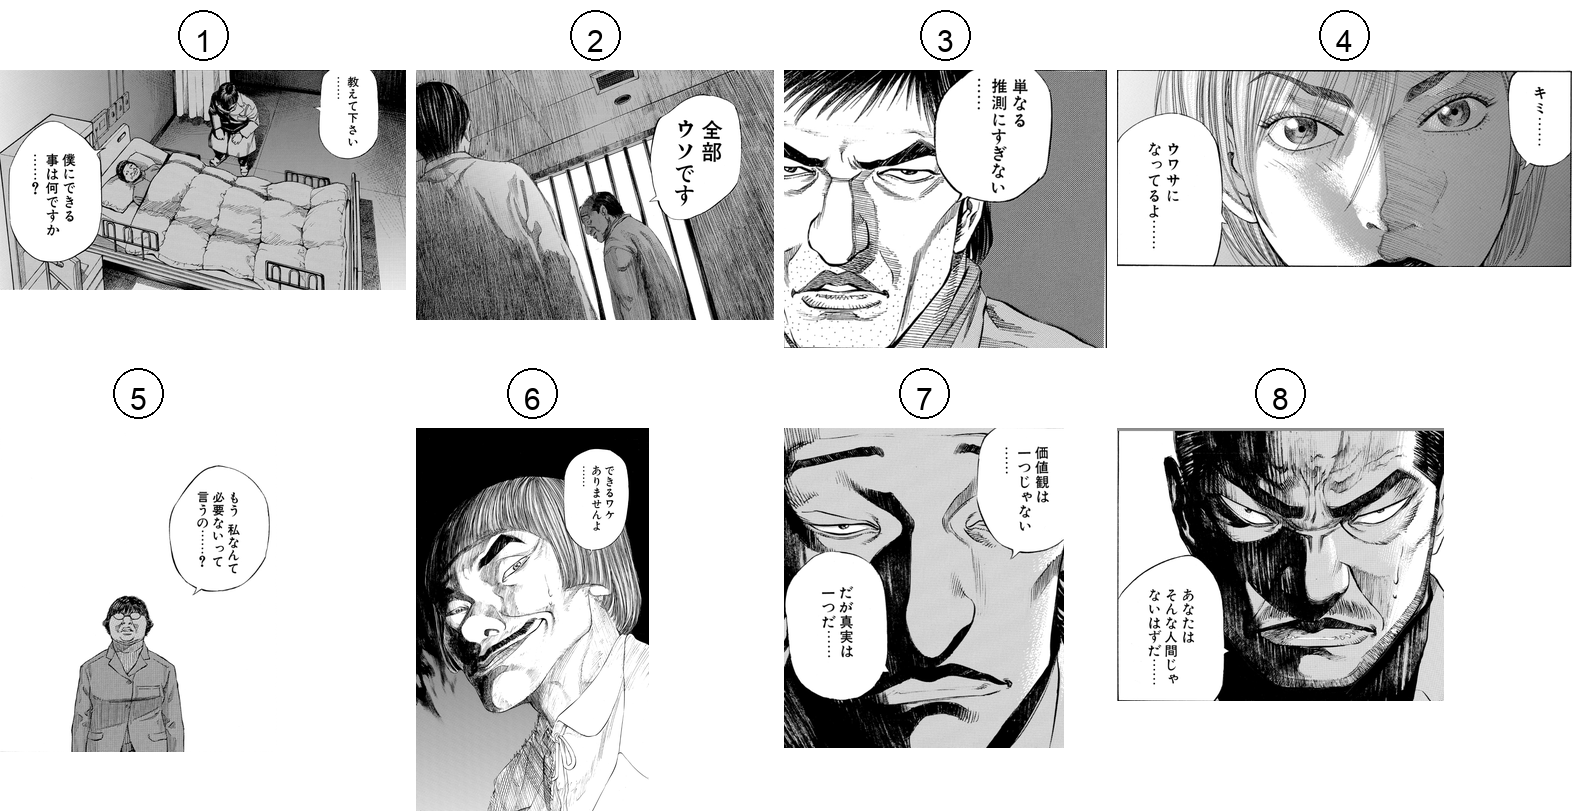 1
教えて下さい
……
僕にできる
事は何ですか
……?
2
全部
ウソです
3
単なる
推測にすぎない
……
4
キミ……
ウワサに
なってるよ……
5
もう 私なんて
必要ないって
言うの……?
6
できるワケ
ありませんよ
……
7
価値観は
一つじゃない
……
だが真実は
一つだ……
8
あなたは
そんな人間じゃ
ないはずだ……